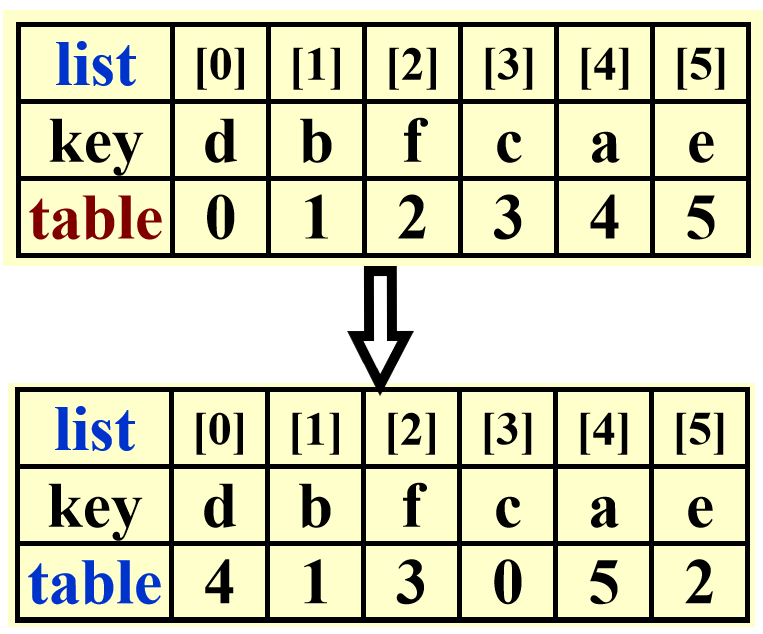 list [0] [1] [2] [3] [4] [5]
key d b f c a e
table 0 1 2 3 4 5
list [0] [1] [2] [3] [4] [5]
key d b f c a e
table 4 1 3 0 5 2